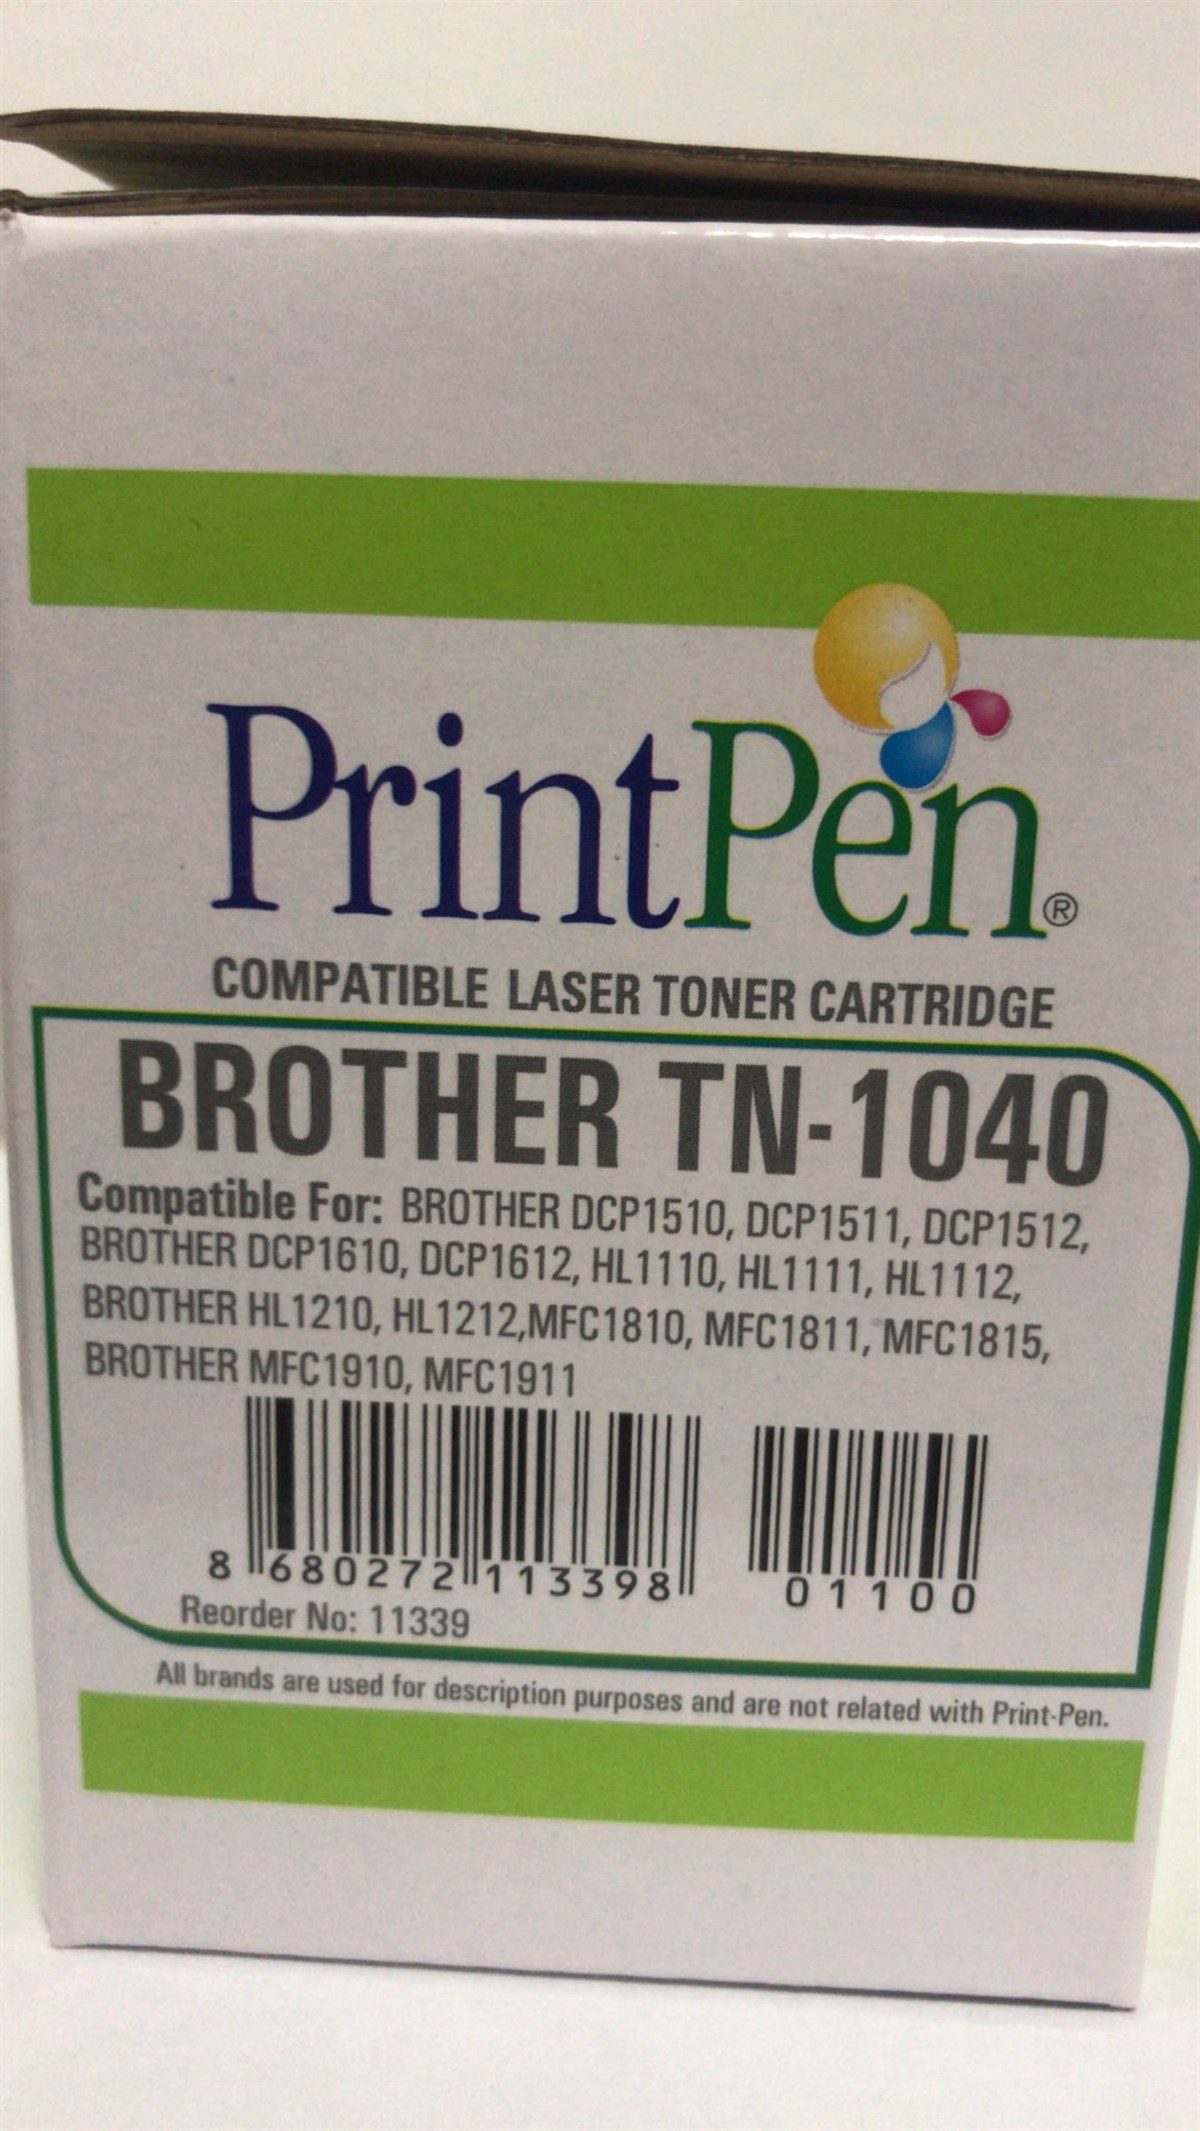 PrintPen®
COMPATIBLE LASER TONER CARTRIDGE
BROTHER TN-1040
Compatible For: BROTHER DCP1510, DCP1511, DCP1512,
BROTHER DCP1610, DCP1612, HL1110, HL1111, HL1112,
BROTHER HL1210, HL1212,MFC1810, MFC1811, MFC1815,
BROTHER MFC1910, MFC1911
8 680272 113398 01100
Reorder No: 11339
All brands are used for description purposes and are not related with Print-Pen.